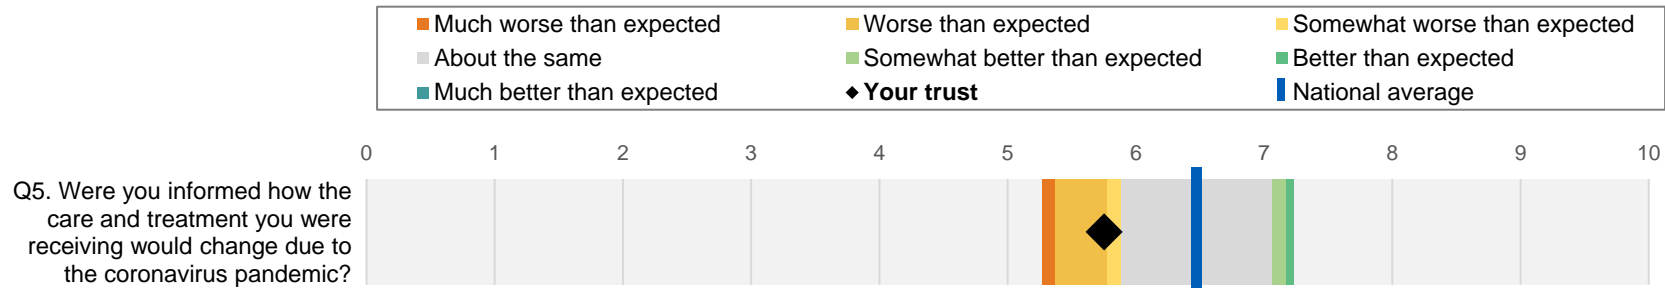 Much worse than expected Worse than expected Somewhat worse than expected
About the same Somewhat better than expected Better than expected
Much better than expected Your trust National average
0 1 2 3 4 5 6 7 8 9 10
Q5. Were you informed how the
care and treatment you were
receiving would change due to
the coronavirus pandemic?